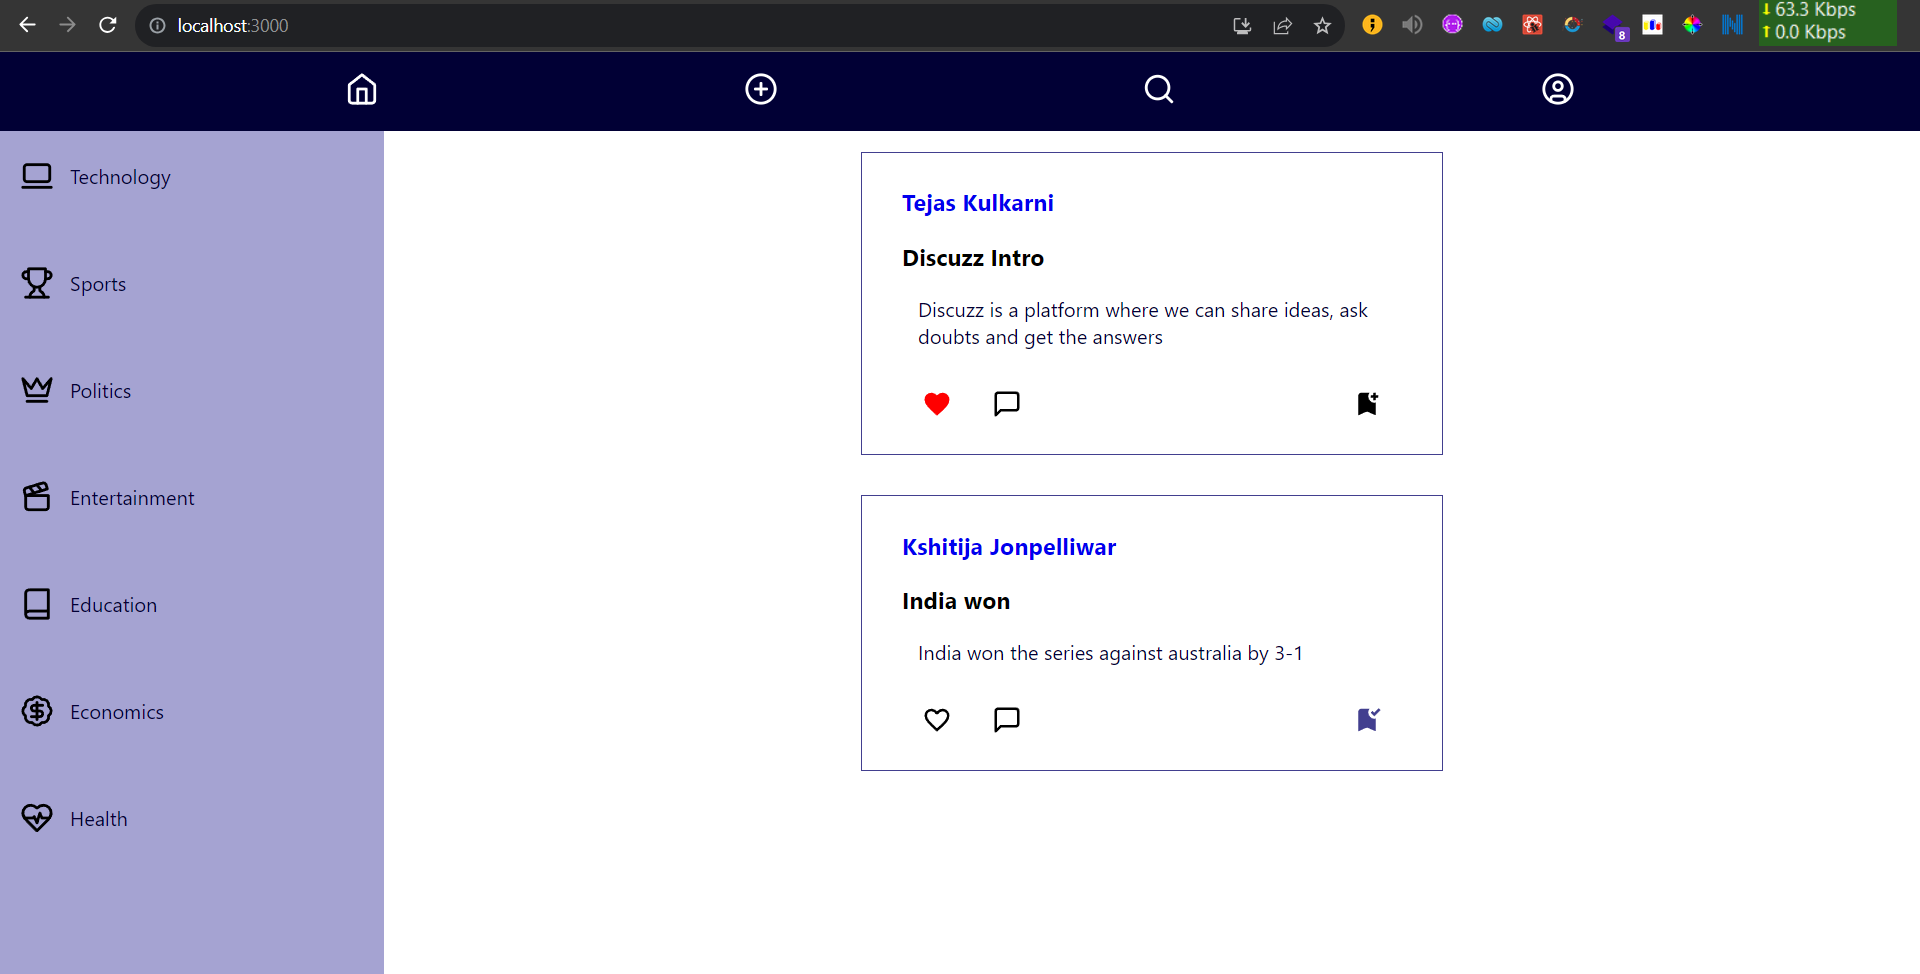 localhost:3000
8
63.3 Kbps
0.0 Kbps
Technology
Sports
Politics
Entertainment
Education
Economics
Health
Tejas Kulkarni
Discuzz Intro
Discuzz is a platform where we can share ideas, ask
doubts and get the answers
Kshitija Jonpelliwar
India won
India won the series against australia by 3-1